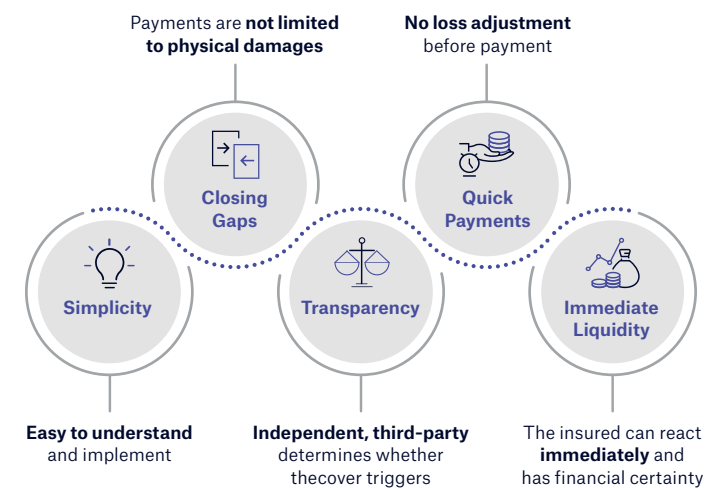 Payments are not limited
to physical damages
No loss adjustment
before payment
Closing
Gaps
Quick
Payments
Simplicity
Transparency
Immediate
Liquidity
Easy to understand
and implement
Independent, third-party
determines whether
thecover triggers
The insured can react
immediately and
has financial certainty